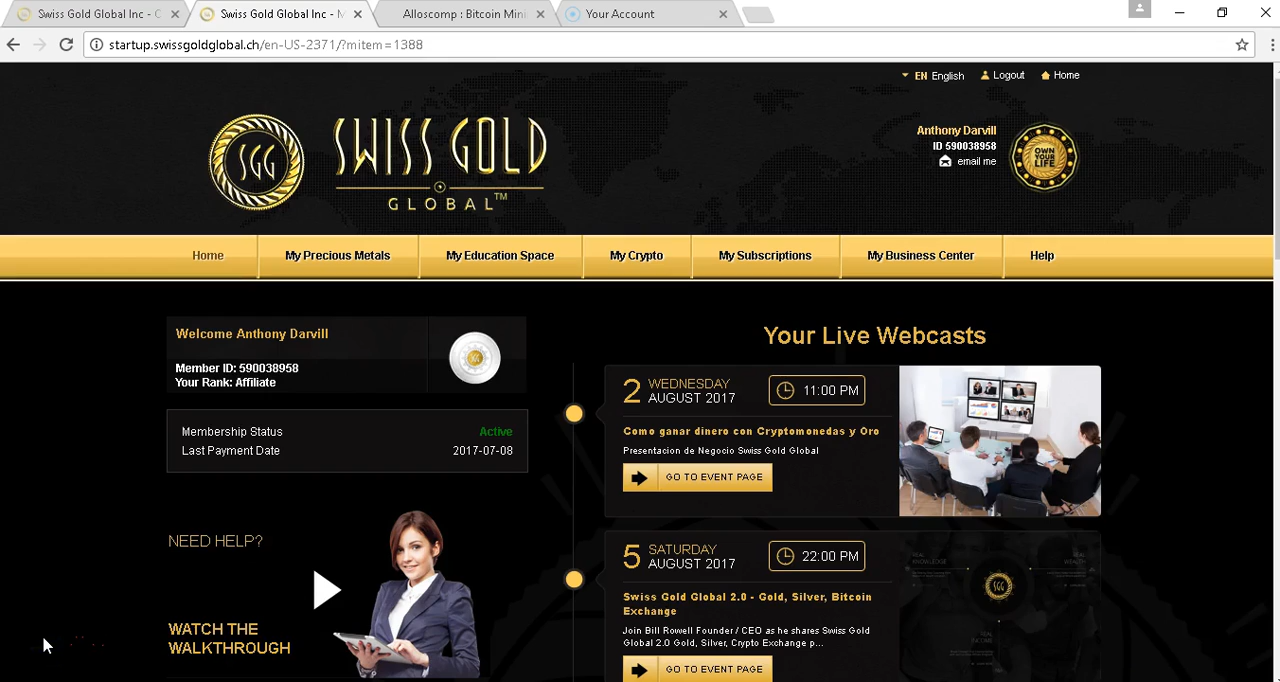 Swiss Gold Global Inc - C
Swiss Gold Global Inc - M
Alloscomp : Bitcoin Mini
Your Account
startup.swissgoldglobal.ch/en-US-2371/?mitem=1388
EN English
Logout
Home
SGG
SWISS GOLD
GLOBAL™
Anthony Darvill
ID 590038958
email me
OWN
YOUR
LIFE
Home
My Precious Metals
My Education Space
My Crypto
My Subscriptions
My Business Center
Help
Welcome Anthony Darvill
Member ID: 590038958
Your Rank: Affiliate
Membership Status Active
Last Payment Date 2017-07-08
NEED HELP?
WATCH THE
WALKTHROUGH
Your Live Webcasts
2 WEDNESDAY
AUGUST 2017
11:00 PM
Como ganar dinero con Cryptomonedas y Oro
Presentacion de Negocio Swiss Gold Global
GO TO EVENT PAGE
5 SATURDAY
AUGUST 2017
22:00 PM
Swiss Gold Global 2.0 - Gold, Silver, Bitcoin
Exchange
Join Bill Rowell Founder / CEO as he shares Swiss Gold
Global 2.0 Gold, Silver, Crypto Exchange p...
GO TO EVENT PAGE
REAL
KNOWLEDGE
REAL
WEALTH
SGG
REAL
INCOME